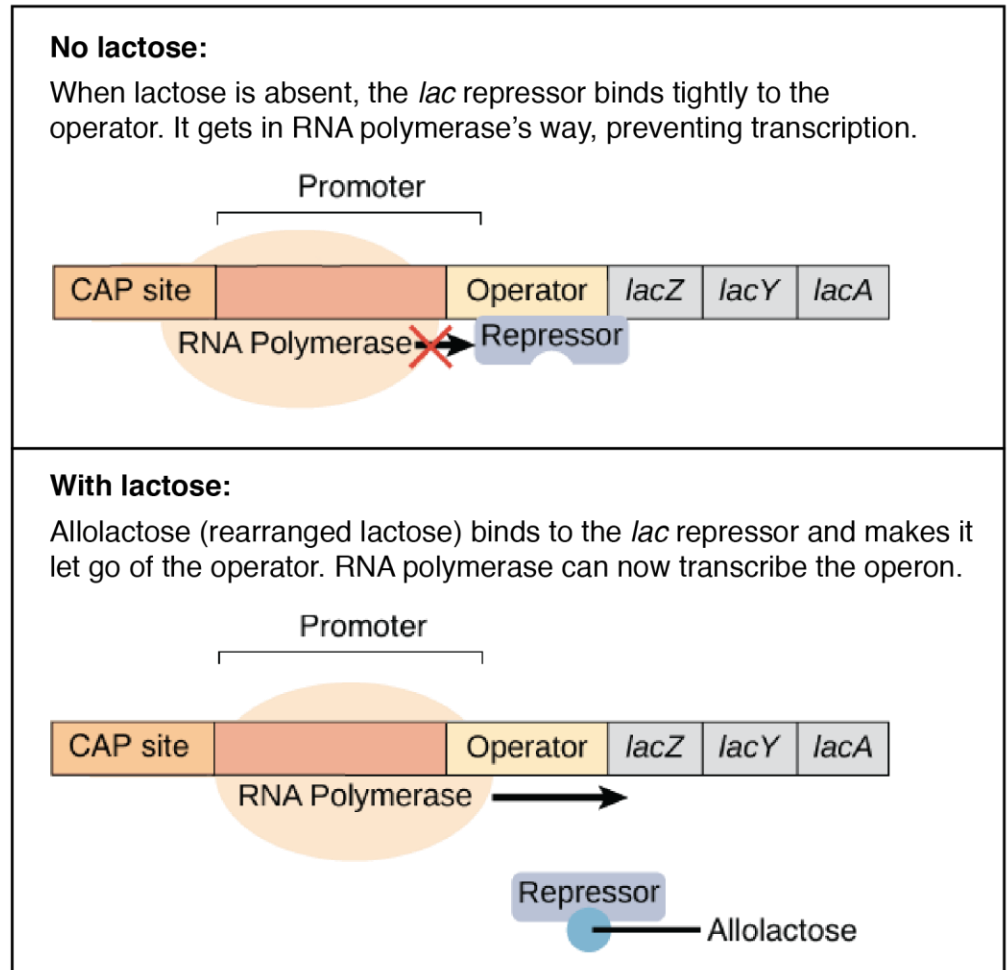 No lactose:
When lactose is absent, the lac repressor binds tightly to the
operator. It gets in RNA polymerase’s way, preventing transcription.
Promoter
CAP site Operator lacZ lacY lacA
RNA Polymerase Repressor
With lactose:
Allolactose (rearranged lactose) binds to the lac repressor and makes it
let go of the operator. RNA polymerase can now transcribe the operon.
Promoter
CAP site Operator lacZ lacY lacA
RNA Polymerase
Repressor
Allolactose